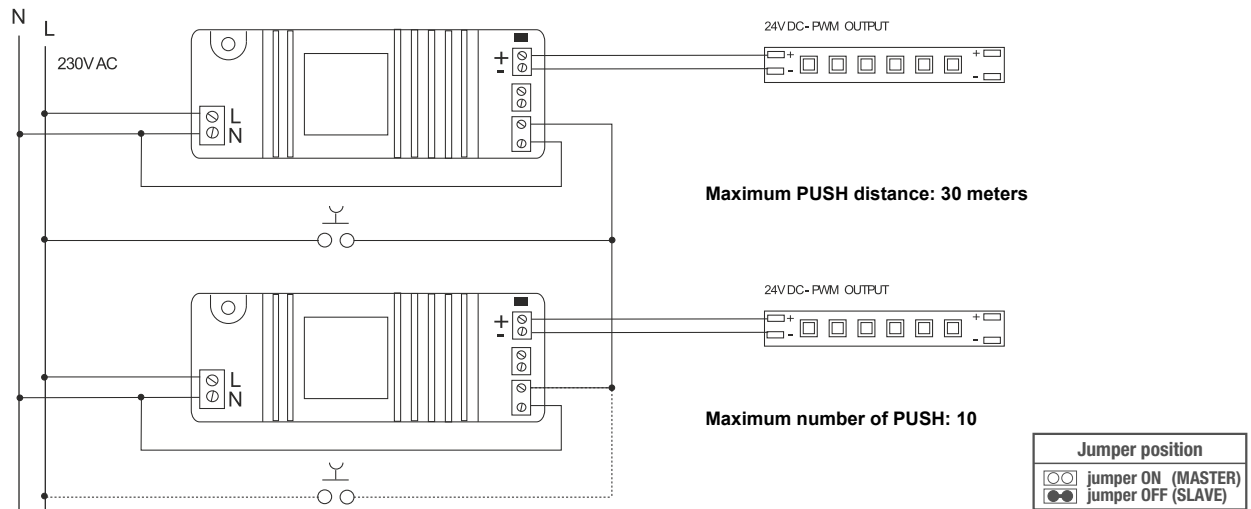 N
L
230V AC
L
N
+
-
24V DC- PWM OUTPUT
+
-
+
-
Maximum PUSH distance: 30 meters
L
N
+
-
24V DC- PWM OUTPUT
+
-
+
-
Maximum number of PUSH: 10
Jumper position
jumper ON (MASTER)
jumper OFF (SLAVE)